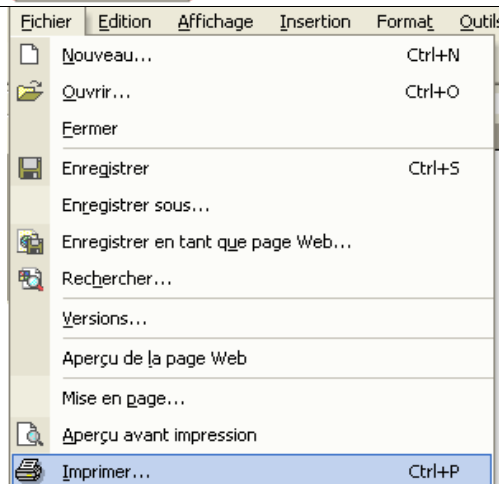 Fichier Edition Affichage Insertion Format Outils
Nouveau... Ctrl+N
Ouvrir... Ctrl+O
Fermer
Enregistrer Ctrl+S
Enregistrer sous...
Enregistrer en tant que page Web...
Rechercher...
Versions...
Aperçu de la page Web
Mise en page...
Aperçu avant impression
Imprimer... Ctrl+P